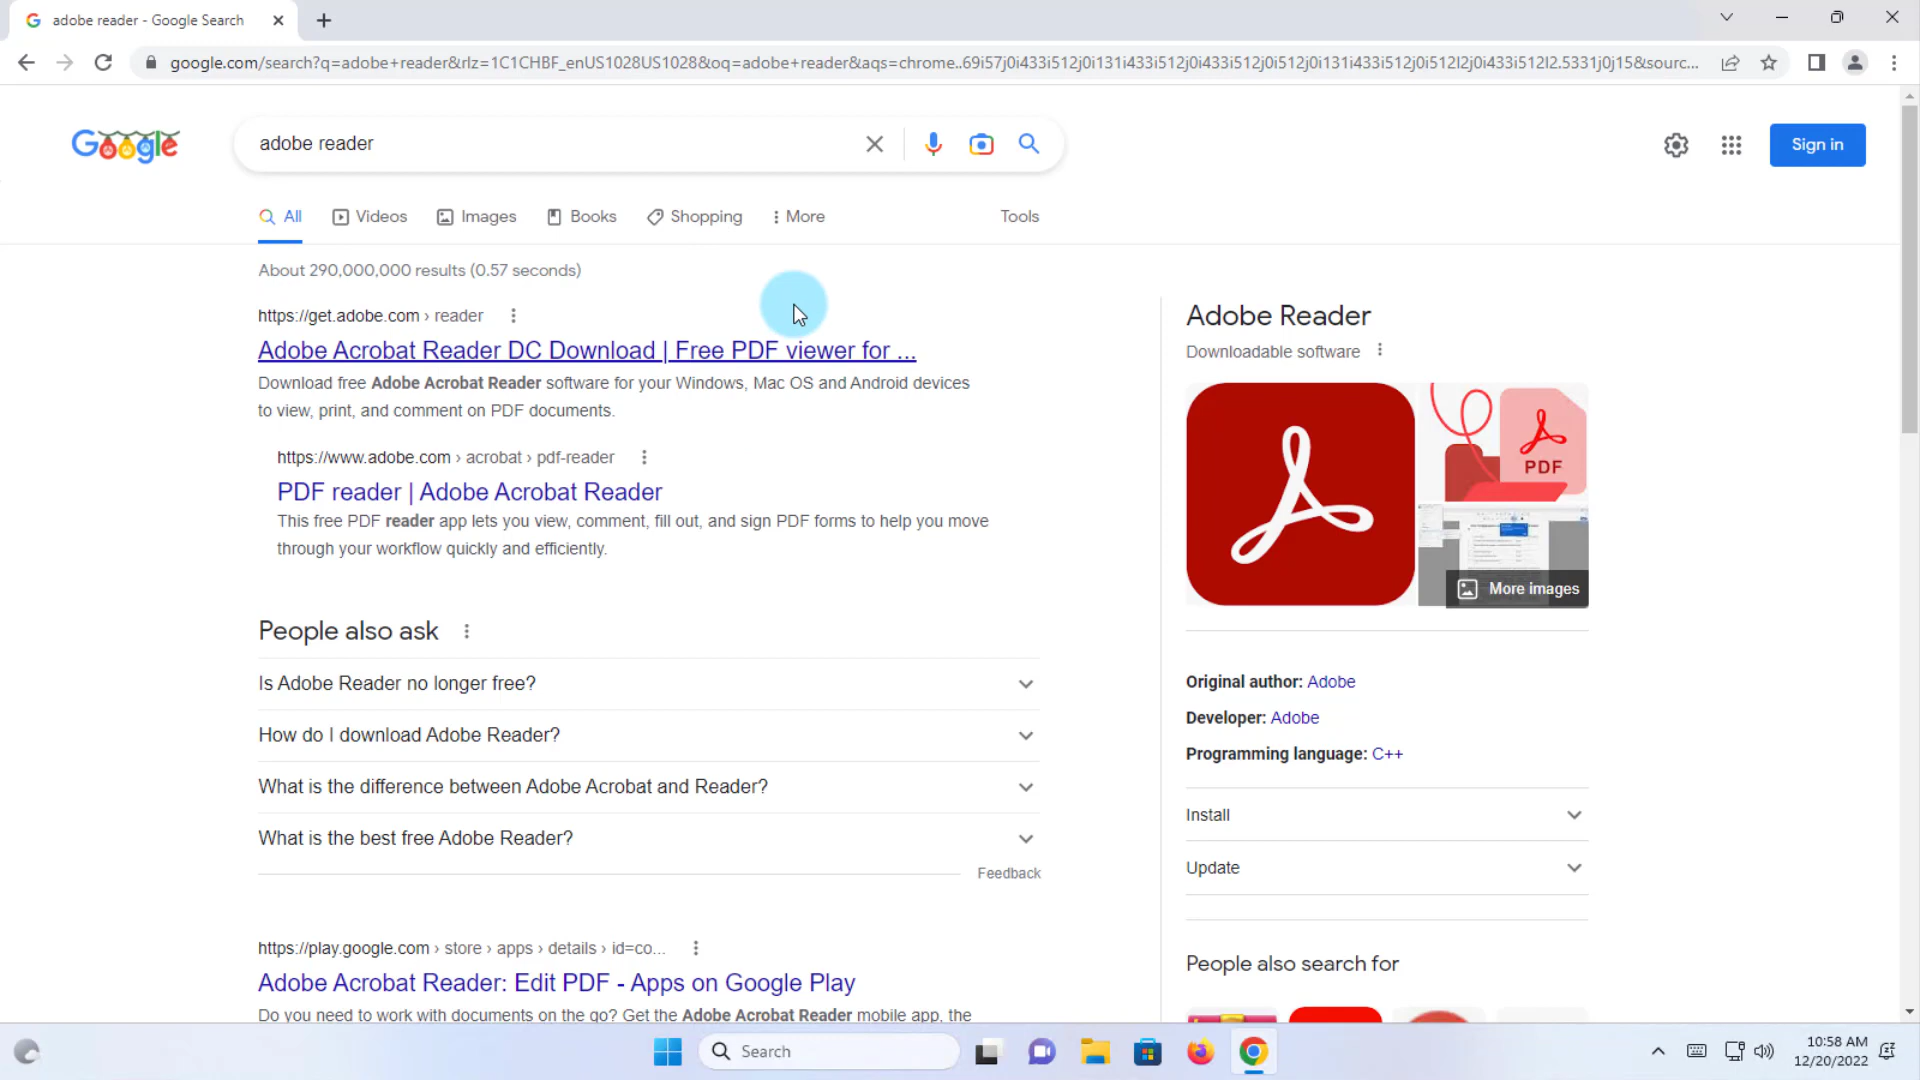 adobe reader - Google Search
google.com/search?q=adobe+reader&rlz=1C1CHBF_enUS1028US1028&oq=adobe+reader&aqs=chrome..69i57j0i433i512j0i131i433i512j0i433i512j0i512j0i131i433i512j0i512l2j0i433i512l2.5331j0j15&sourc...
Google
adobe reader
Sign in
All
Videos
Images
Books
Shopping
More
Tools
About 290,000,000 results (0.57 seconds)
https://get.adobe.com › reader
Adobe Acrobat Reader DC Download | Free PDF viewer for ...
Download free Adobe Acrobat Reader software for your Windows, Mac OS and Android devices
to view, print, and comment on PDF documents.
https://www.adobe.com › acrobat › pdf-reader
PDF reader | Adobe Acrobat Reader
This free PDF reader app lets you view, comment, fill out, and sign PDF forms to help you move
through your workflow quickly and efficiently.
People also ask
Is Adobe Reader no longer free?
How do I download Adobe Reader?
What is the difference between Adobe Acrobat and Reader?
What is the best free Adobe Reader?
Feedback
https://play.google.com › store › apps › details › id=co...
Adobe Acrobat Reader: Edit PDF - Apps on Google Play
Do you need to work with documents on the go? Get the Adobe Acrobat Reader mobile app, the
Adobe Reader
Downloadable software
PDF
More images
Original author: Adobe
Developer: Adobe
Programming language: C++
Install
Update
People also search for
Search
10:58 AM
12/20/2022